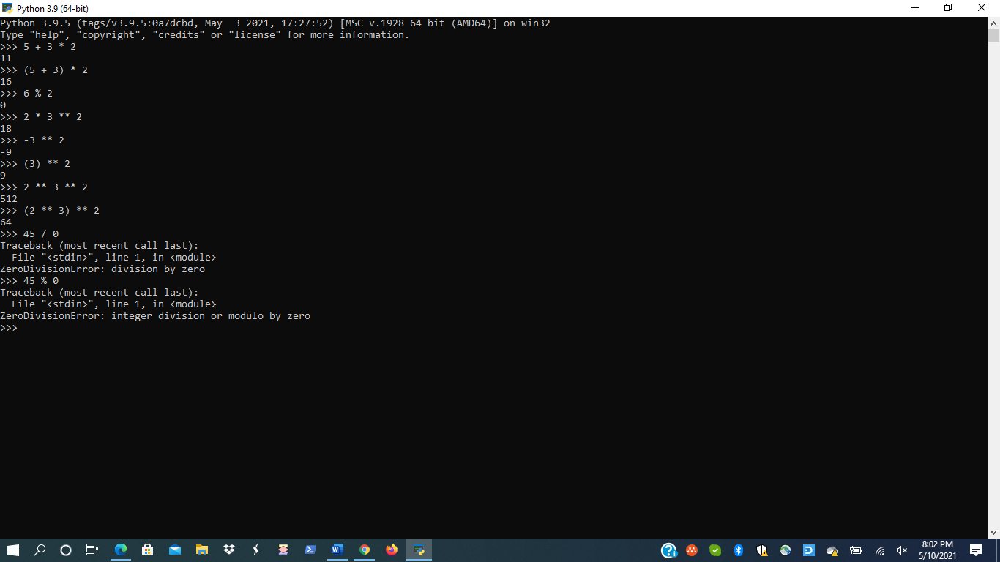 Python 3.9 (64-bit)
Python 3.9.5 (tags/v3.9.5:0a7dcbd, May  3 2021, 17:27:52) [MSC v.1928 64 bit (AMD64)] on win32
Type "help", "copyright", "credits" or "license" for more information.
>>> 5 + 3 * 2
11
>>> (5 + 3) * 2
16
>>> 6 % 2
0
>>> 2 * 3 ** 2
18
>>> -3 ** 2
-9
>>> (3) ** 2
9
>>> 2 ** 3 ** 2
512
>>> (2 ** 3) ** 2
64
>>> 45 / 0
Traceback (most recent call last):
  File "<stdin>", line 1, in <module>
ZeroDivisionError: division by zero
>>> 45 % 0
Traceback (most recent call last):
  File "<stdin>", line 1, in <module>
ZeroDivisionError: integer division or modulo by zero
>>>
8:02 PM
5/10/2021